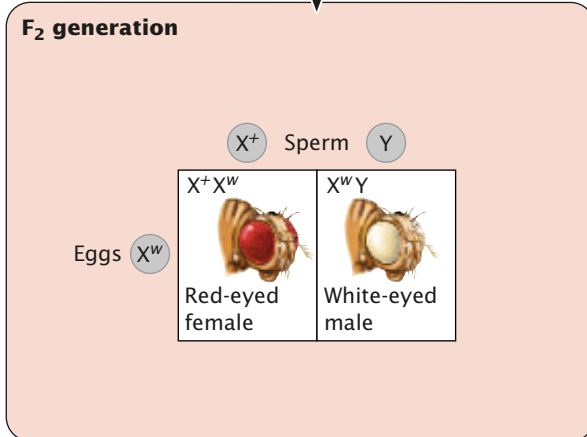 F₂ generation
X⁺ Sperm Y
X⁺Xʷ XʷY
Eggs Xʷ
Red-eyed White-eyed
female male